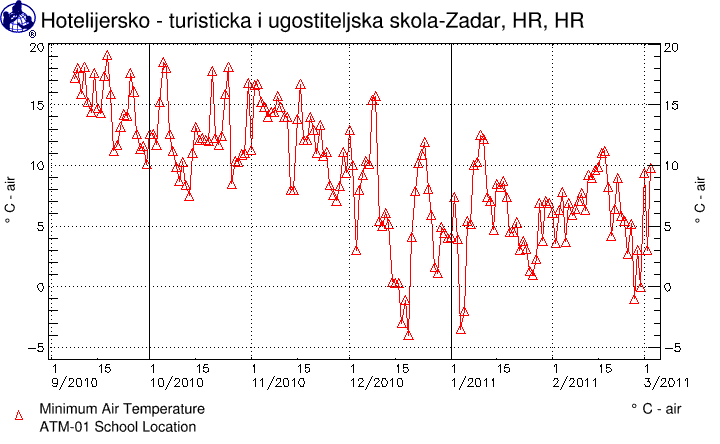 Hotelijersko - turisticka i ugostiteljska skola-Zadar, HR, HR
®
20 20
15 15
10 10
° C - air ° C - air
5 5
0 0
-5 -5
1 15 1 15 1 15 1 15 1 15 1 15 1
9/2010 10/2010 11/2010 12/2010 1/2011 2/2011 3/2011
Minimum Air Temperature ° C - air
ATM-01 School Location